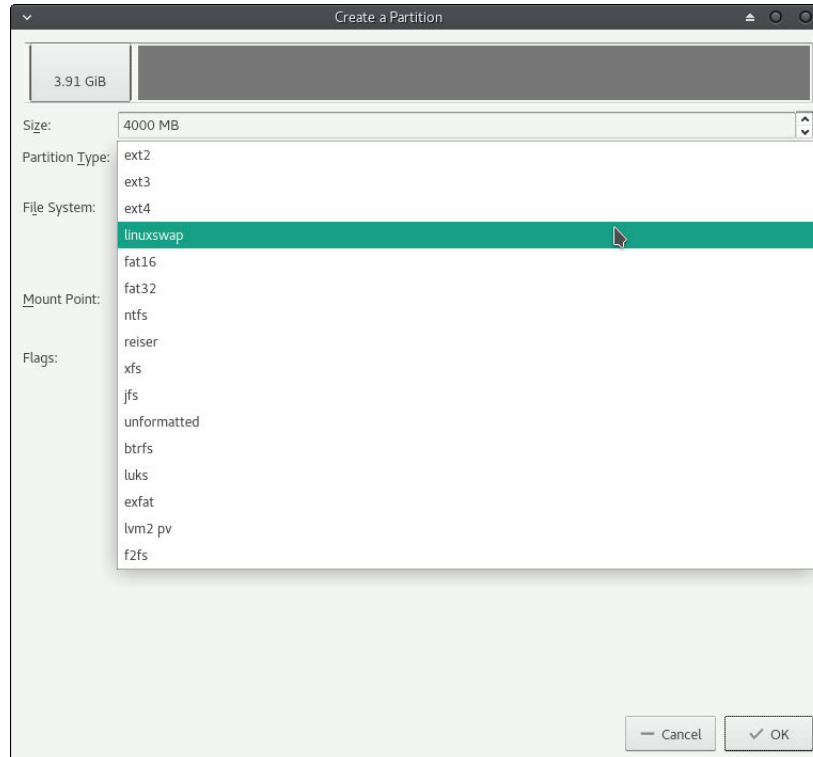 Create a Partition
3.91 GiB
Size: 4000 MB
Partition Type: ext2
ext3
File System: ext4
linuxswap
fat16
fat32
Mount Point:
ntfs
reiser
Flags:
xfs
jfs
unformatted
btrfs
luks
exfat
lvm2 pv
f2fs
Cancel OK